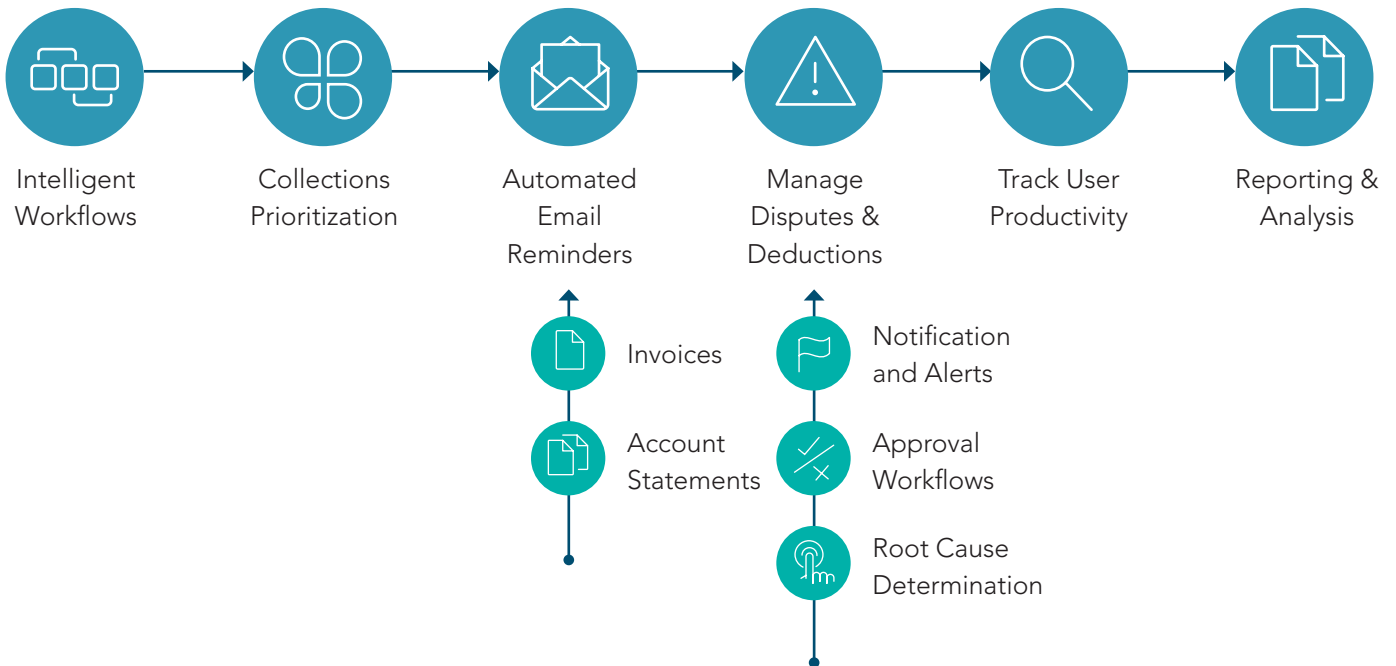 Intelligent
Workflows
Collections
Prioritization
Automated
Email
Reminders
Manage
Disputes &
Deductions
Track User
Productivity
Reporting &
Analysis
Invoices
Account
Statements
Notification
and Alerts
Approval
Workflows
Root Cause
Determination